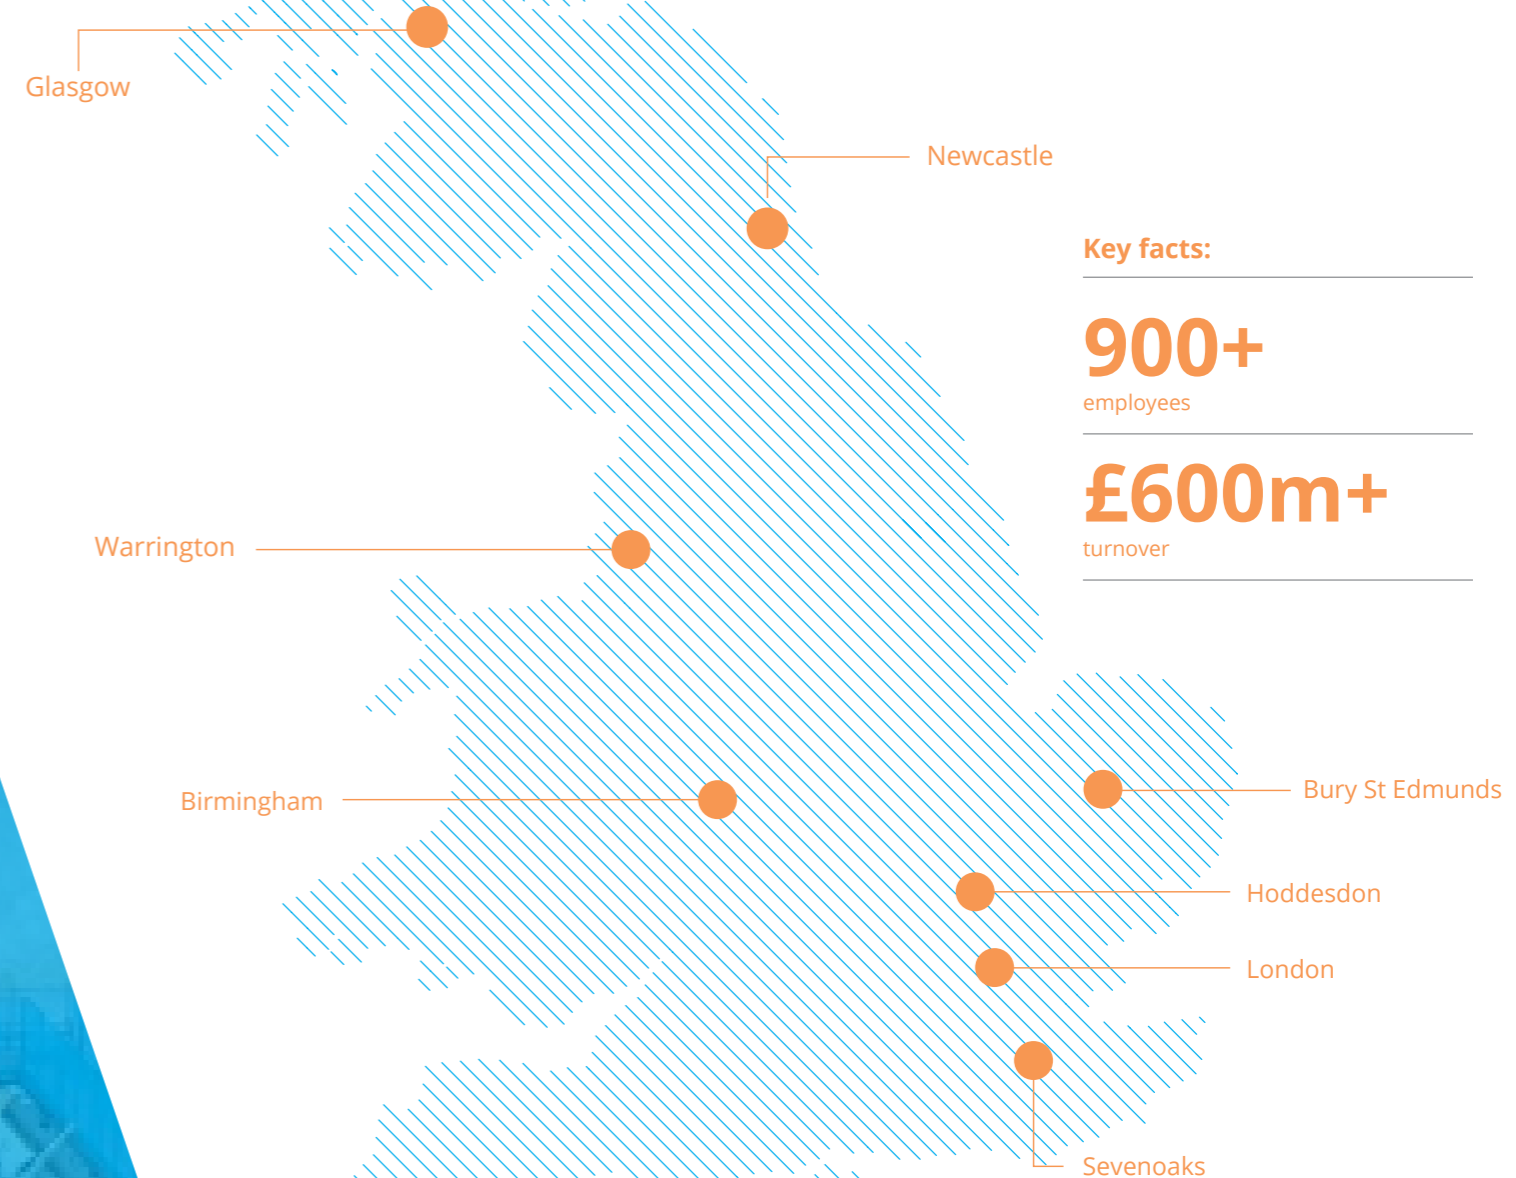 Glasgow
Newcastle
Key facts:
900+
employees
£600m+
turnover
Warrington
Birmingham
Bury St Edmunds
Hoddesdon
London
Sevenoaks